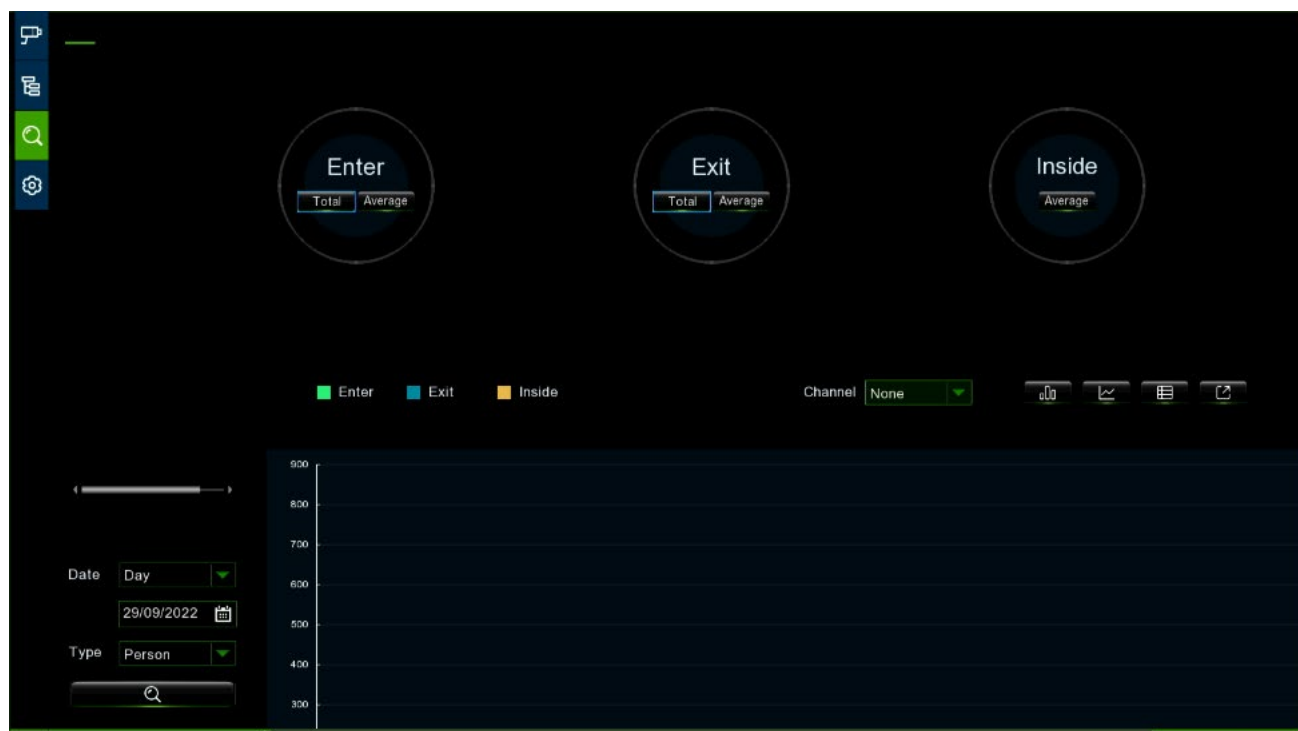 Enter Exit Inside
Total Average Total Average Average
Enter Exit Inside Channel None
900
800
700
Date Day
600
29/09/2022
500
Type Person
400
300